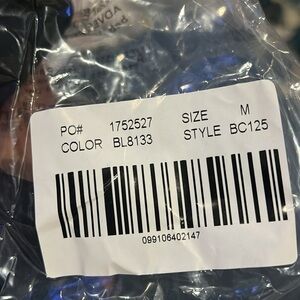 PO# 1752527 SIZE M
COLOR BL8133 STYLE BC125
099106402147